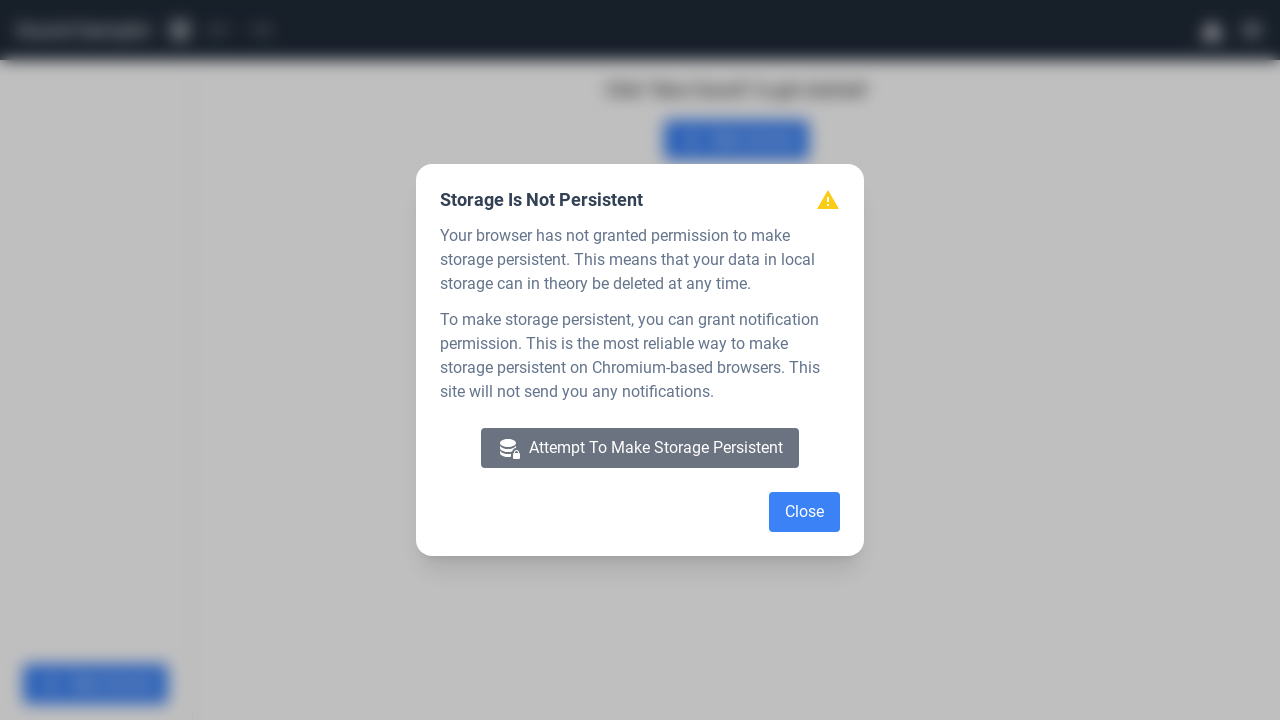 Storage Is Not Persistent
Your browser has not granted permission to make
storage persistent. This means that your data in local
storage can in theory be deleted at any time.
To make storage persistent, you can grant notification
permission. This is the most reliable way to make
storage persistent on Chromium-based browsers. This
site will not send you any notifications.
Attempt To Make Storage Persistent
Close